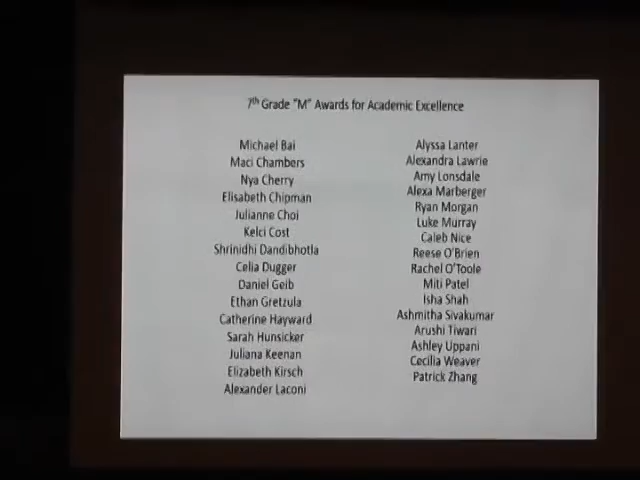 7th Grade "M" Awards for Academic Excellence
Michael Bai
Maci Chambers
Nya Cherry
Elisabeth Chipman
Julianne Choi
Kelci Cost
Shrinidhi Dandibhotla
Celia Dugger
Daniel Geib
Ethan Gretzula
Catherine Hayward
Sarah Hunsicker
Juliana Keenan
Elizabeth Kirsch
Alexander Laconi
Alyssa Lanter
Alexandra Lawrie
Amy Lonsdale
Alexa Marberger
Ryan Morgan
Luke Murray
Caleb Nice
Reese O'Brien
Rachel O'Toole
Miti Patel
Isha Shah
Ashmitha Sivakumar
Arushi Tiwari
Ashley Uppani
Cecilia Weaver
Patrick Zhang